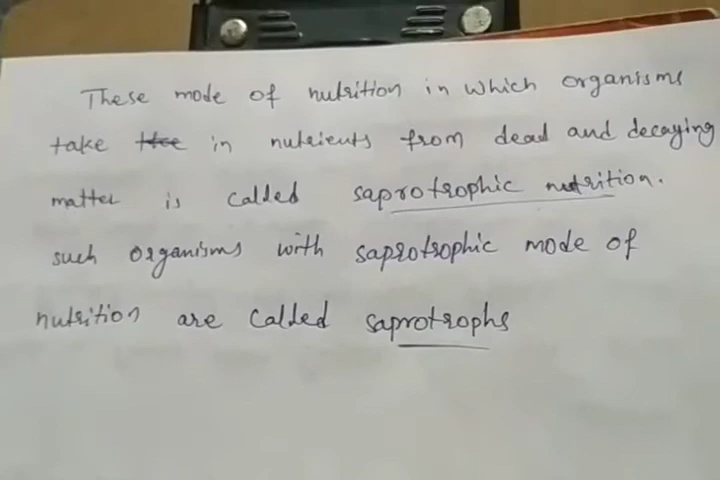 These mode of nutrition in which organisms
take in nutrients from dead and decaying
matter is called saprotrophic nutrition.
such organisms with saprotrophic mode of
nutrition are called saprotrophs